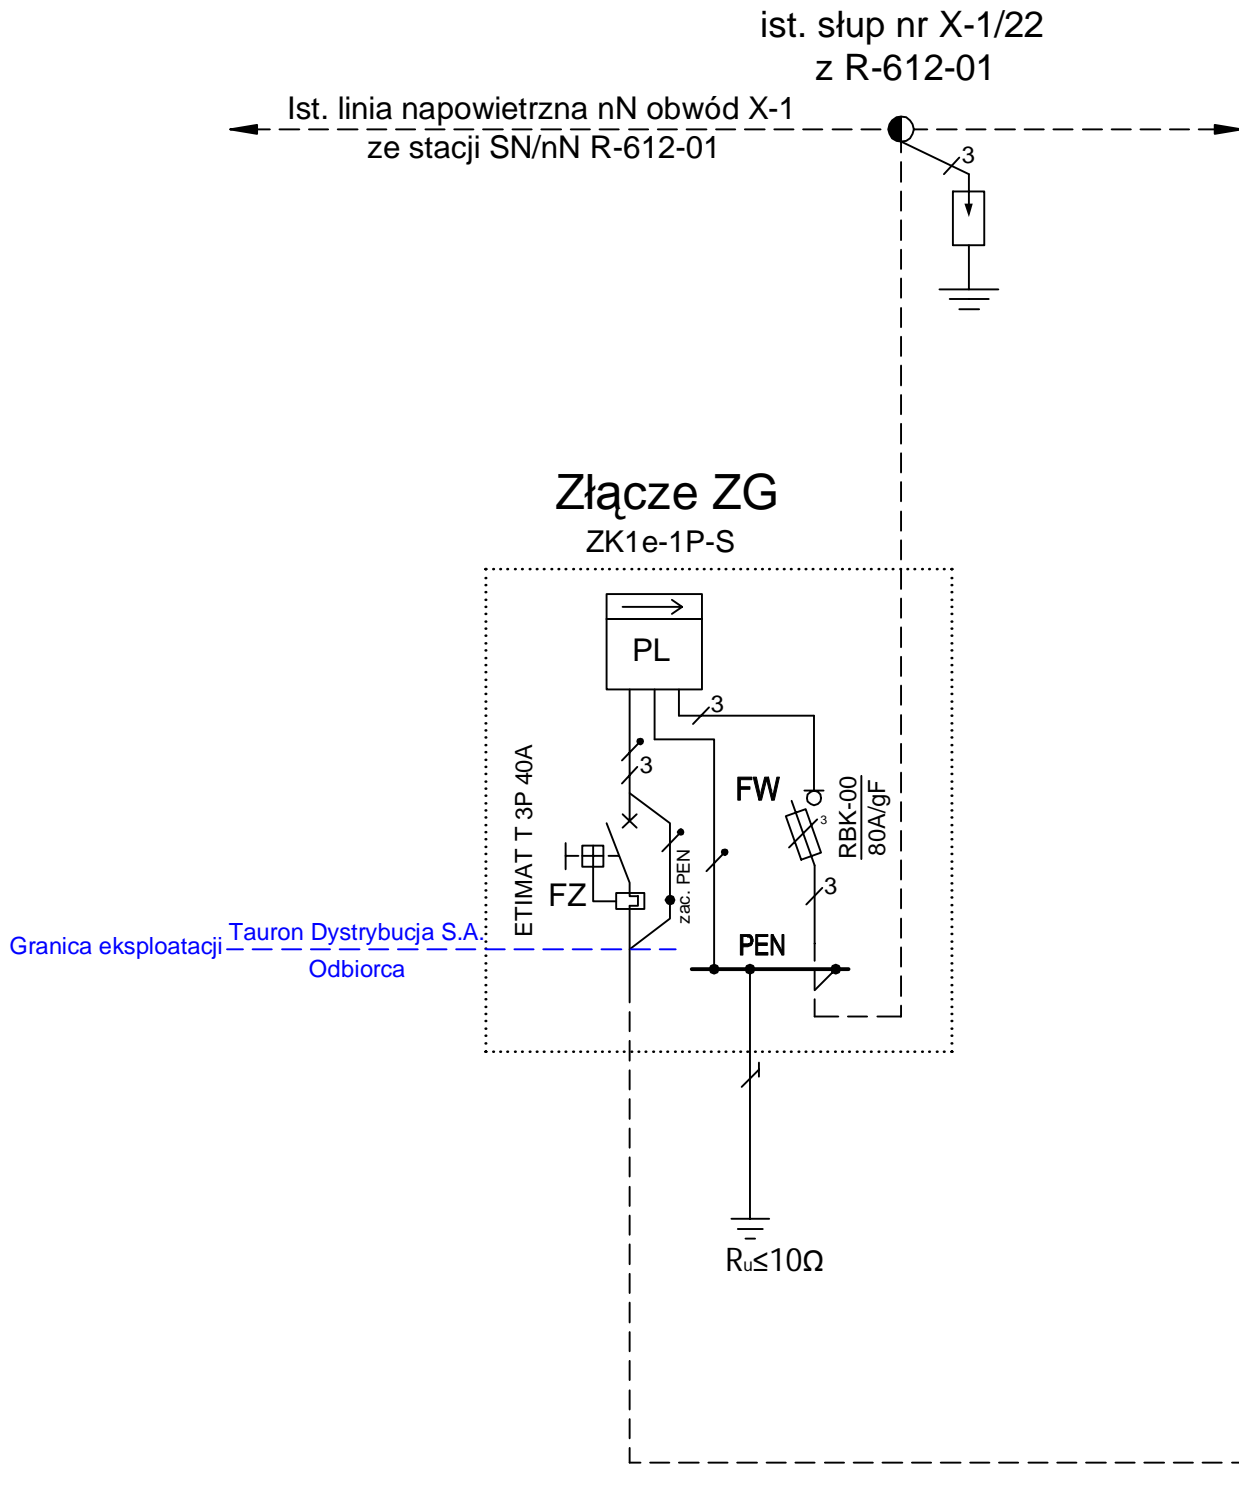 ist. słup nr X-1/22
z R-612-01
Ist. linia napowietrzna nN obwód X-1
ze stacji SN/nN R-612-01
3
Złącze ZG
ZK1e-1P-S
PL
3
3
ETIMAT T 3P 40A
FW
3
RBK-00
80A/gF
FZ
zac. PEN
3
Granica eksploatacji
Tauron Dystrybucja S.A.
Odbiorca
PEN
Ru≤10Ω